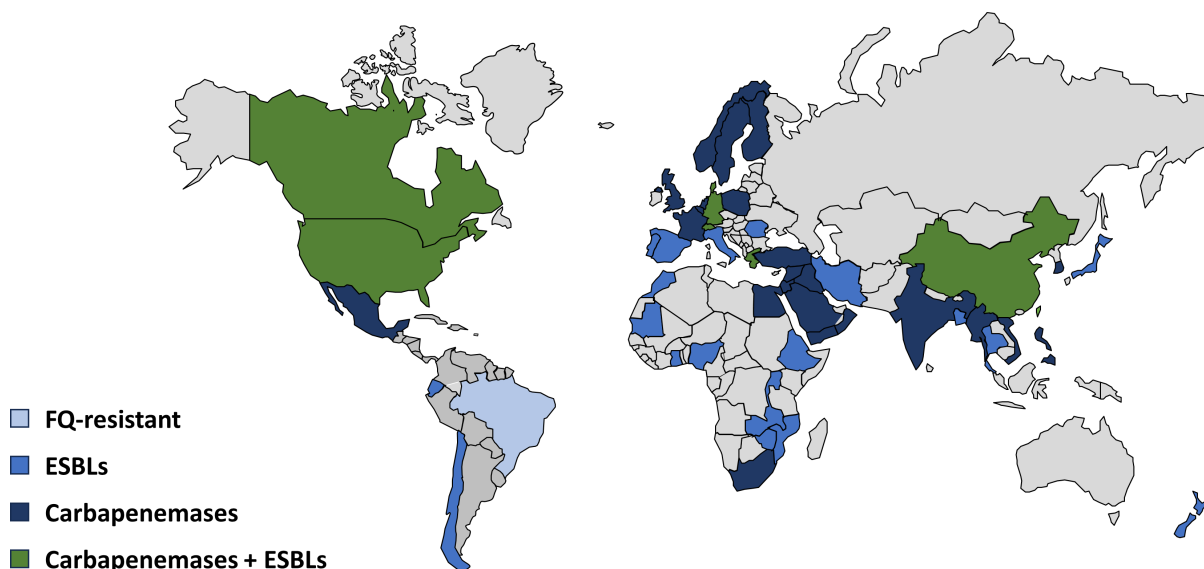 FQ-resistant
ESBLs
Carbapenemases
Carbapenemases + ESBLs